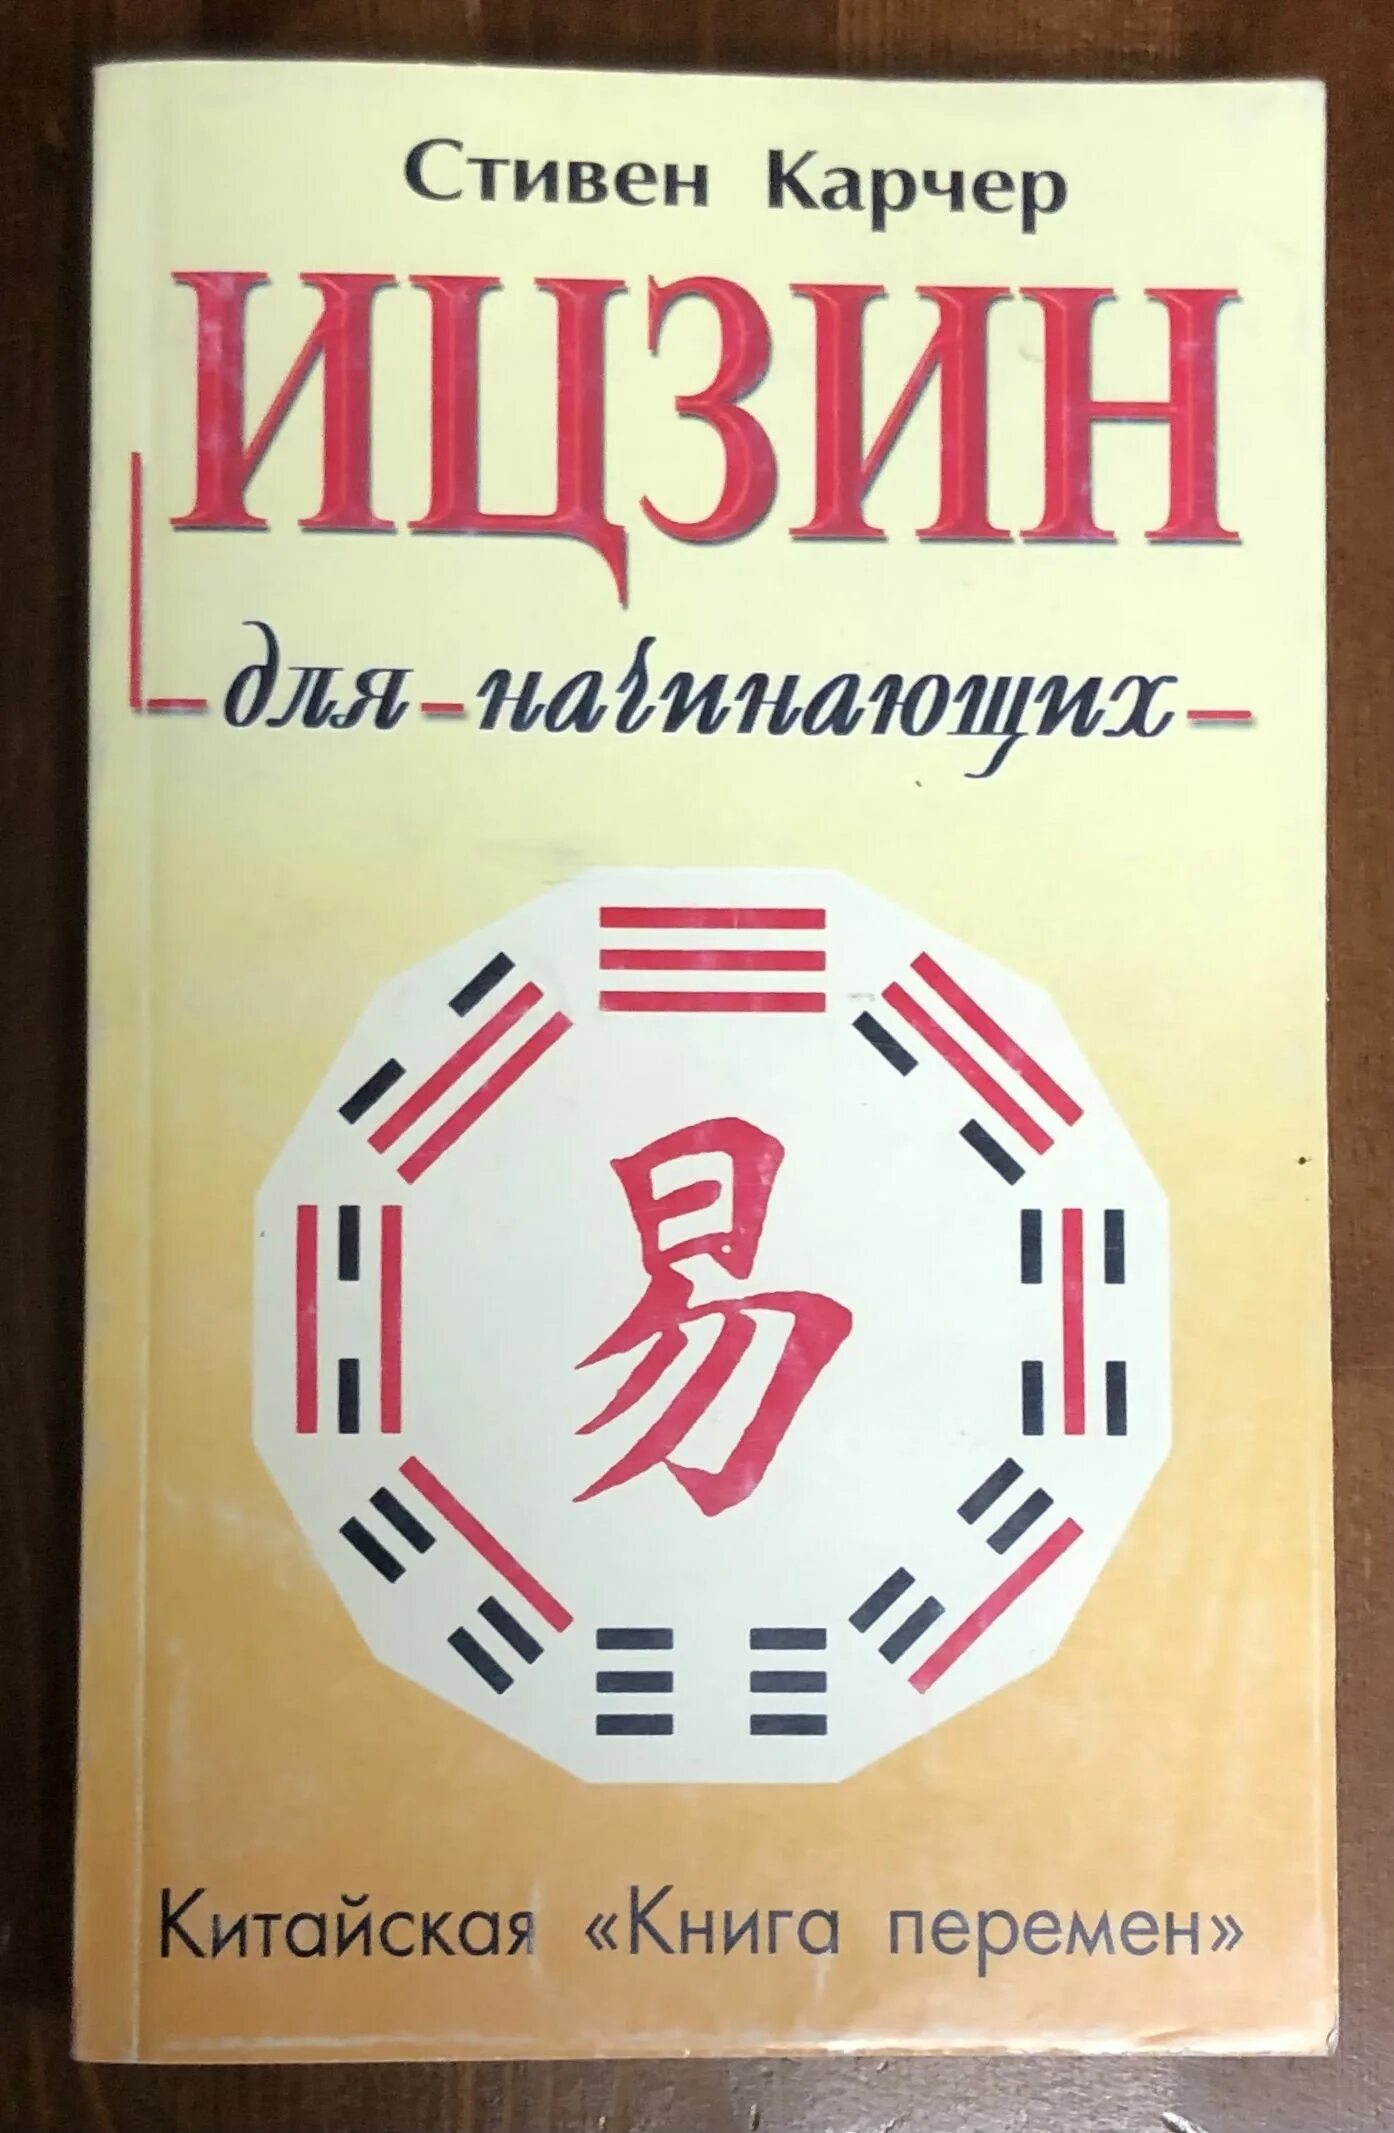 Стивен Карчер
ИЦЗИН
для начинающих
易
Китайская «Книга перемен»